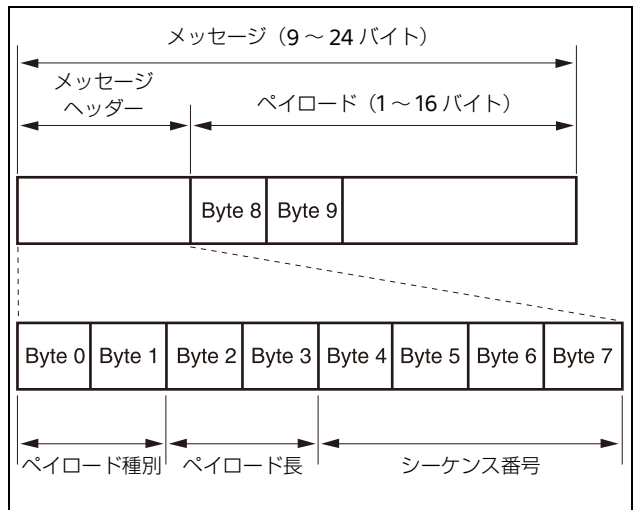 メッセージ（9 ～ 24 バイト）
メッセージ
ヘッダー
ペイロード（1 ～ 16 バイト）
Byte 8 Byte 9
Byte 0 Byte 1 Byte 2 Byte 3 Byte 4 Byte 5 Byte 6 Byte 7
ペイロード種別 ペイロード長 シーケンス番号